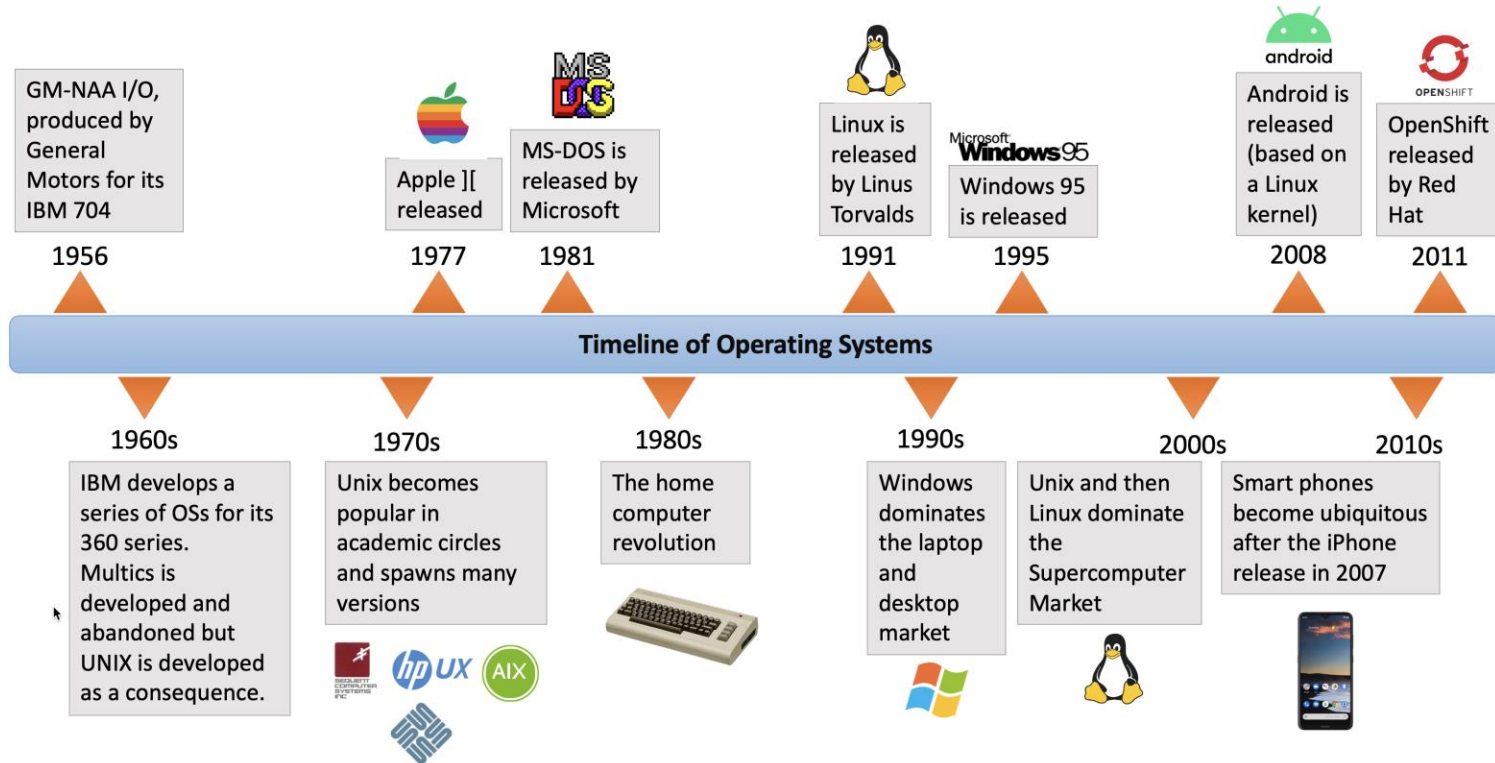 GM-NAA I/O,
produced by
General
Motors for its
IBM 704
1956
Apple ][
released
1977
MS
DOS
MS-DOS is
released by
Microsoft
1981
Linux is
released
by Linus
Torvalds
1991
Microsoft
Windows 95
Windows 95
is released
1995
android
Android is
released
(based on
a Linux
kernel)
2008
OPENSHIFT
OpenShift
released
by Red
Hat
2011
Timeline of Operating Systems
1960s
IBM develops a
series of OSs for its
360 series.
Multics is
developed and
abandoned but
UNIX is developed
as a consequence.
1970s
Unix becomes
popular in
academic circles
and spawns many
versions
SEQUENT
COMPUTER
SYSTEMS
INC
hp UX
AIX
1980s
The home
computer
revolution
1990s
Windows
dominates
the laptop
and
desktop
market
2000s
Unix and then
Linux dominate
the
Supercomputer
Market
2010s
Smart phones
become ubiquitous
after the iPhone
release in 2007